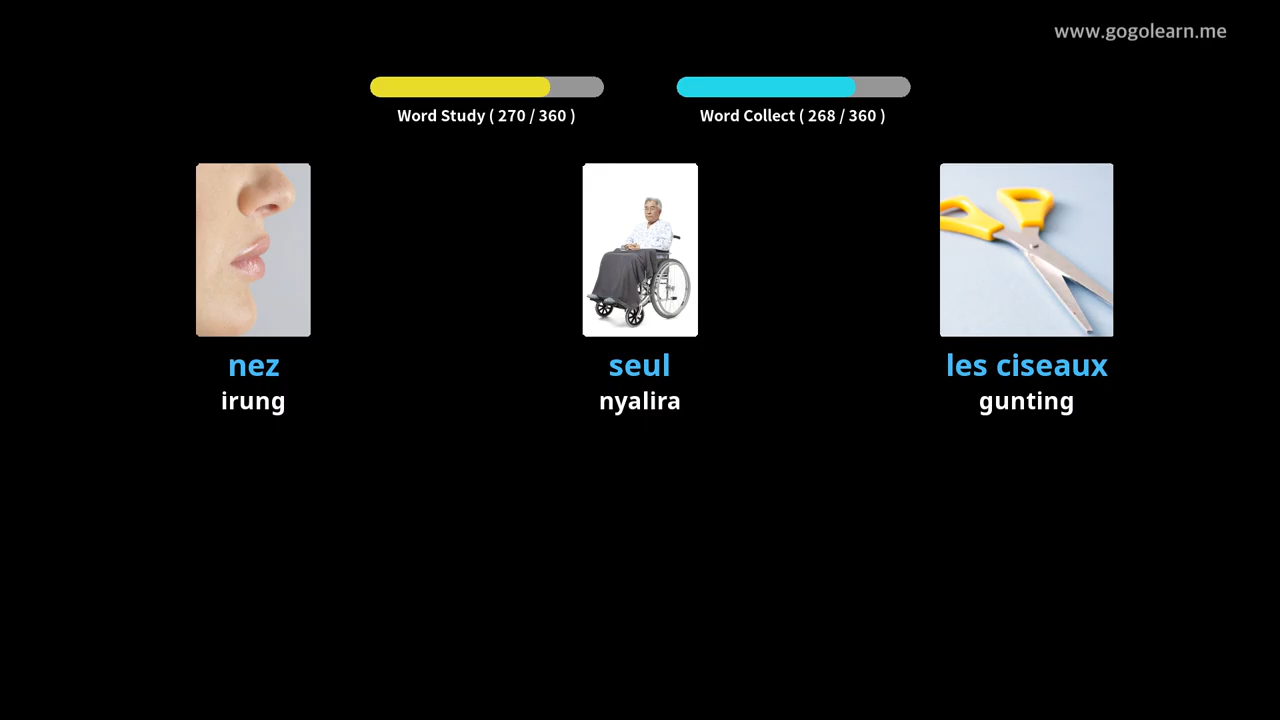 www.gogolearn.me
Word Study ( 270 / 360 )
Word Collect ( 268 / 360 )
nez
irung
seul
nyalira
les ciseaux
gunting